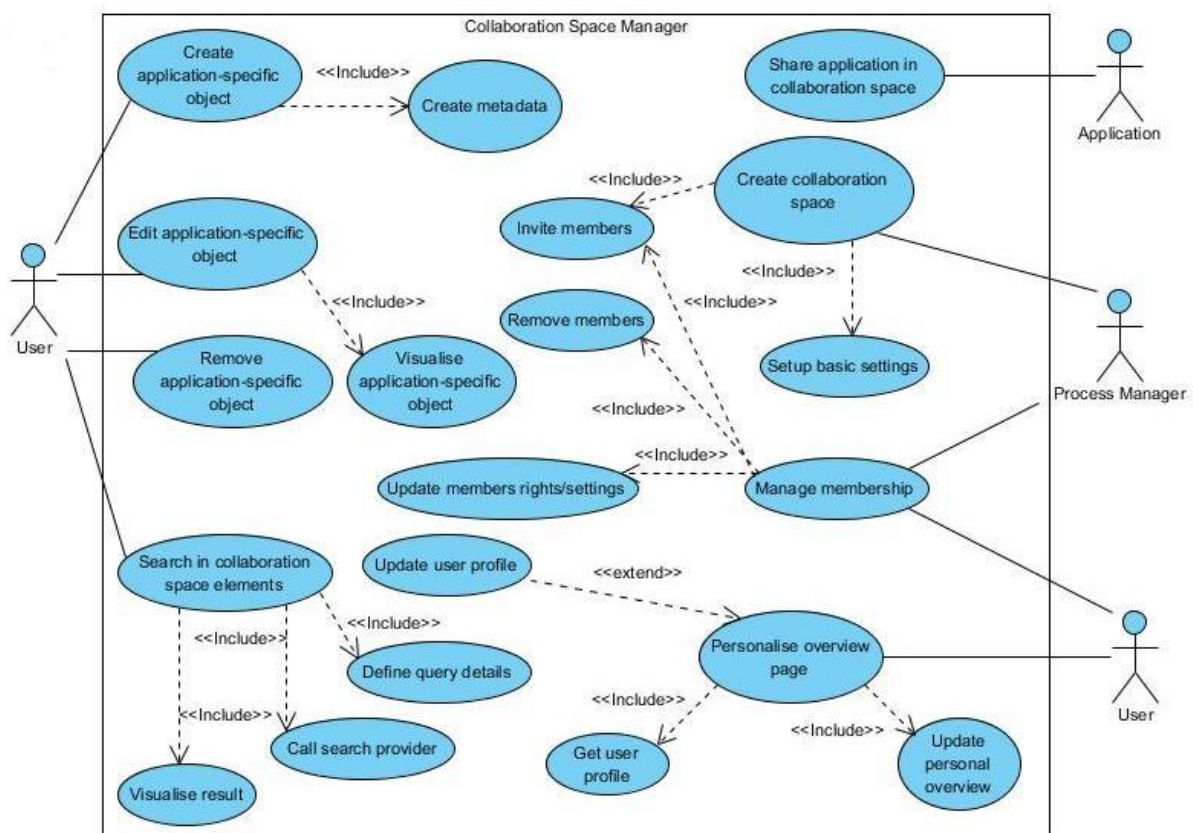 Collaboration Space Manager
Create
application-specific
object
<<Include>>
Create metadata
Share application in
collaboration space
Application
<<Include>>
Create collaboration
space
Invite members
Edit application-specific
object
<<Include>>
<<Include>>
<<Include>>
Remove members
User
Remove
application-specific
object
Visualise
application-specific
object
Setup basic settings
Process Manager
<<Include>>
<<Include>>
Update members rights/settings
Manage membership
Search in collaboration
space elements
Update user profile
<<extend>>
<<Include>>
<<Include>>
Personalise overview
page
Define query details
<<Include>>
<<Include>>
<<Include>>
User
Call search provider
Get user
profile
Update
personal
overview
Visualise result